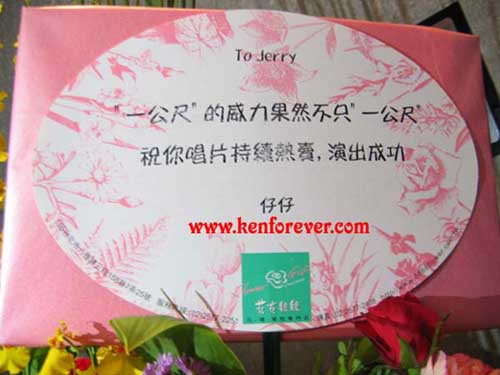 To Jerry
"一公尺"的威力果然不只"一公尺"
祝你唱片持續熱賣,演出成功
仔仔
www.kenforever.com